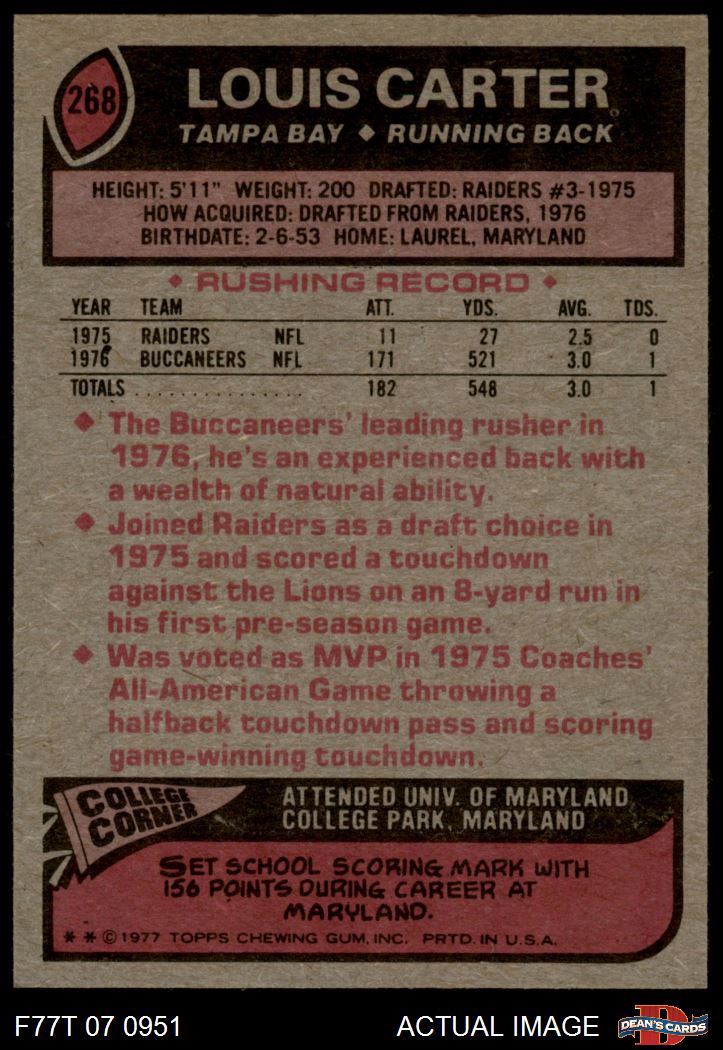 268
LOUIS CARTER
TAMPA BAY ◆ RUNNING BACK
HEIGHT: 5'11" WEIGHT: 200 DRAFTED: RAIDERS #3-1975
HOW ACQUIRED: DRAFTED FROM RAIDERS, 1976
BIRTHDATE: 2-6-53 HOME: LAUREL, MARYLAND
◆ RUSHING RECORD ◆
YEAR TEAM ATT. YDS. AVG. TDS.
1975 RAIDERS NFL 11 27 2.5 0
1976 BUCCANEERS NFL 171 521 3.0 1
TOTALS . . . . . . . . . . . . . . . . 182 548 3.0 1
◆ The Buccaneers' leading rusher in
1976, he's an experienced back with
a wealth of natural ability.
◆ Joined Raiders as a draft choice in
1975 and scored a touchdown
against the Lions on an 8-yard run in
his first pre-season game.
◆ Was voted as MVP in 1975 Coaches'
All-American Game throwing a
halfback touchdown pass and scoring
game-winning touchdown.
COLLEGE
CORNER
ATTENDED UNIV. OF MARYLAND
COLLEGE PARK, MARYLAND
SET SCHOOL SCORING MARK WITH
156 POINTS DURING CAREER AT
MARYLAND.
* * © 1977 TOPPS CHEWING GUM, INC. PRTD. IN U.S.A.
F77T 07 0951
ACTUAL IMAGE
D
DEAN'S CARDS